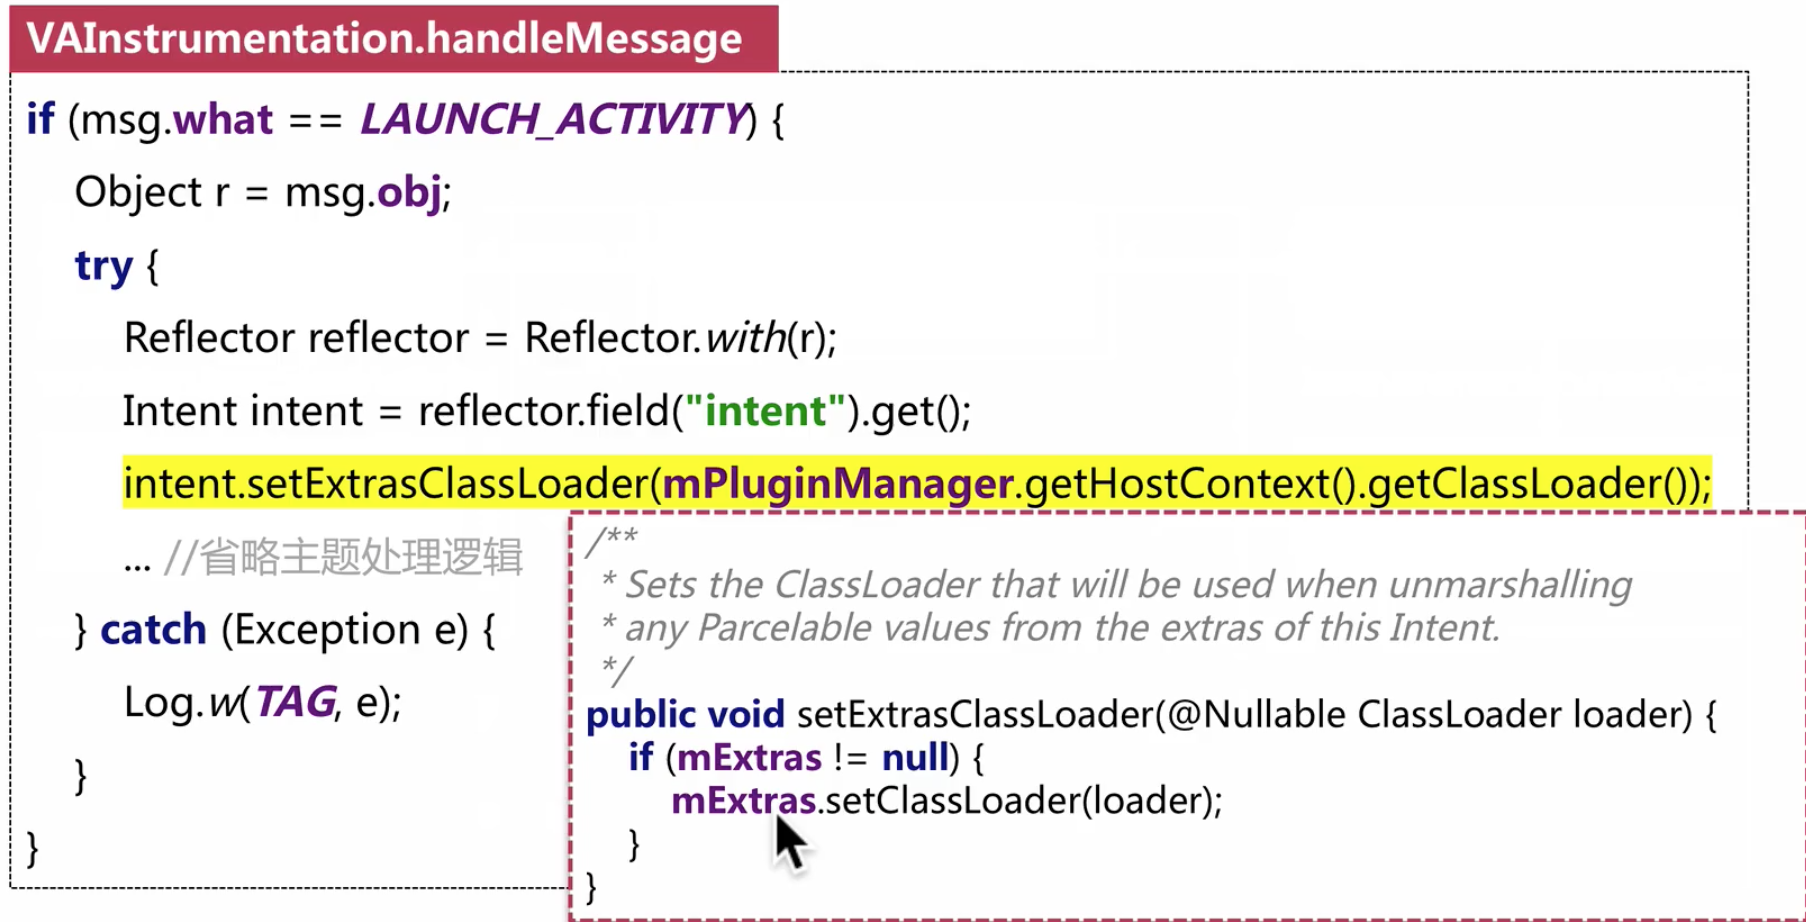 VAInstrumentation.handleMessage
if (msg.what == LAUNCH_ACTIVITY) {
Object r = msg.obj;
try {
Reflector reflector = Reflector.with(r);
Intent intent = reflector.field("intent").get();
intent.setExtrasClassLoader(mPluginManager.getHostContext().getClassLoader());
... //省略主题处理逻辑
} catch (Exception e) {
Log.w(TAG, e);
}
}
/**
* Sets the ClassLoader that will be used when unmarshalling
* any Parcelable values from the extras of this Intent.
*/
public void setExtrasClassLoader(@Nullable ClassLoader loader) {
if (mExtras != null) {
mExtras.setClassLoader(loader);
}
}